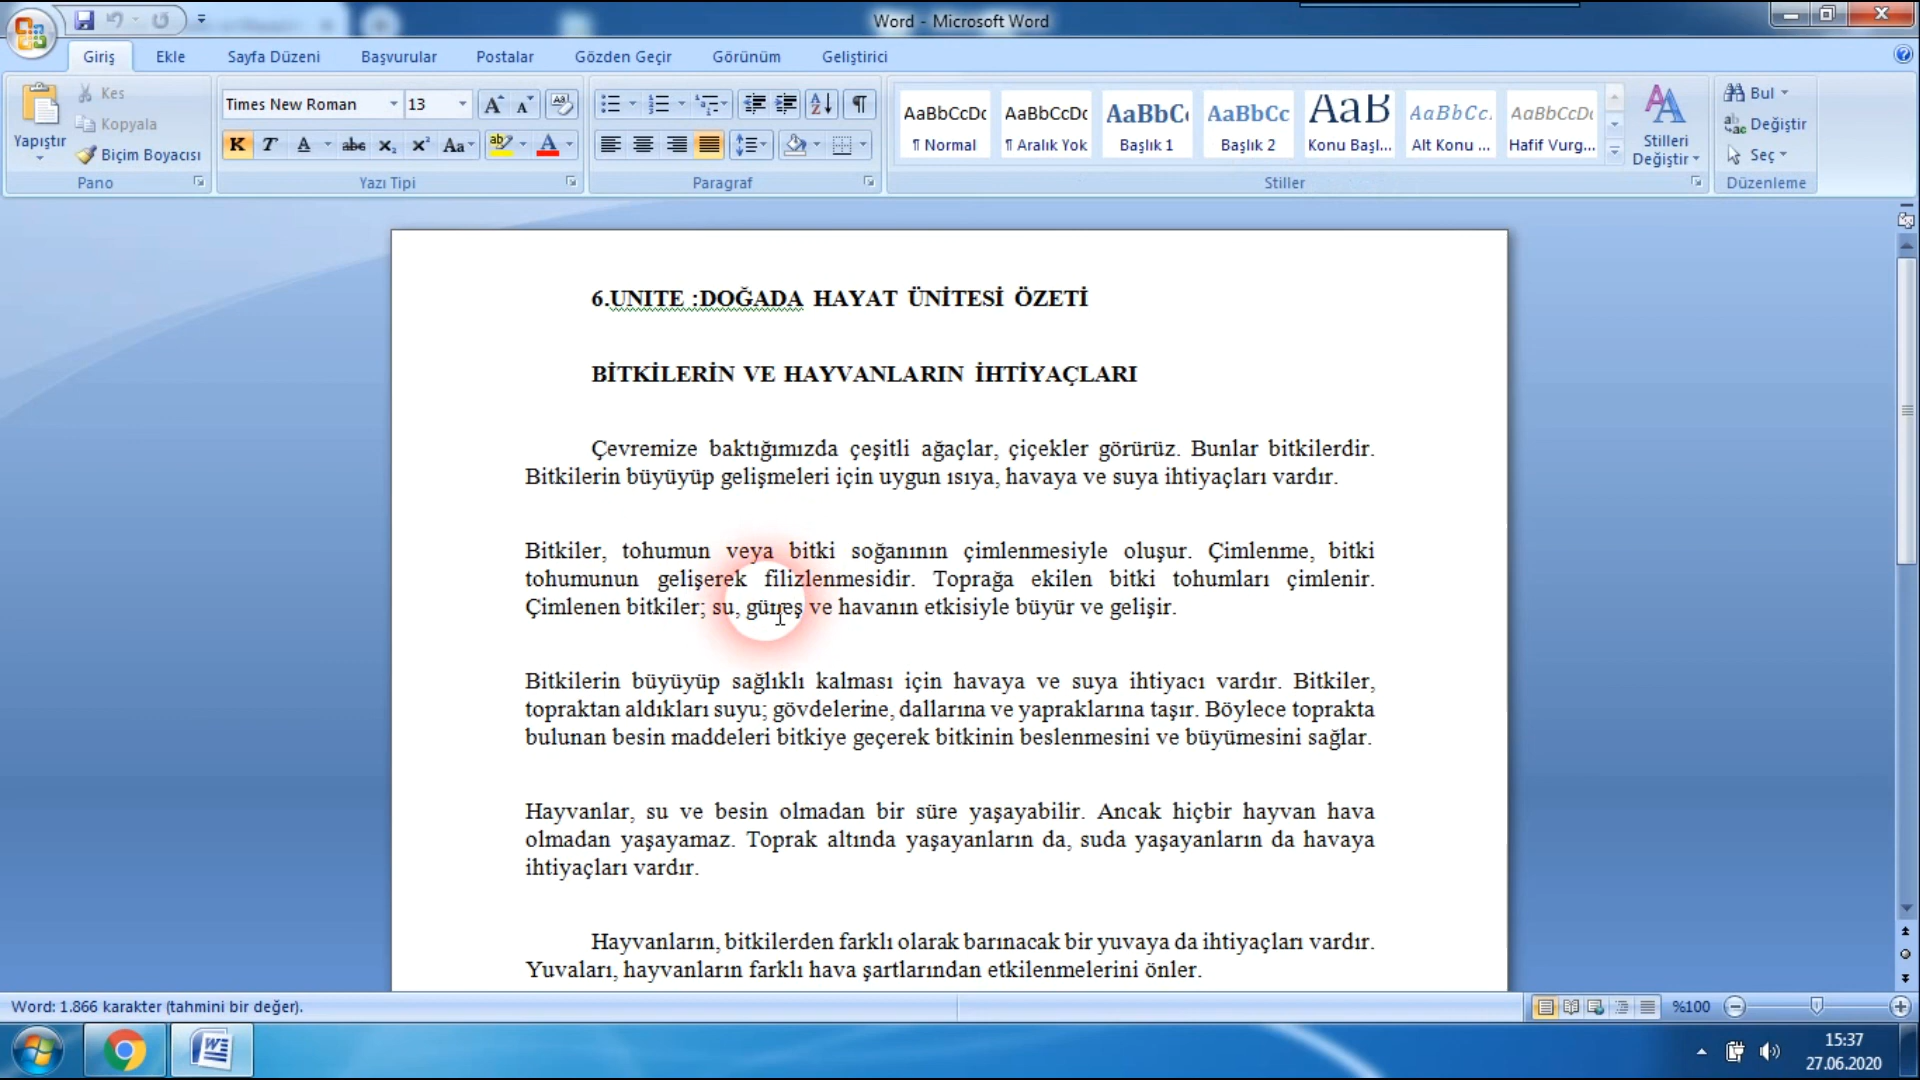 Word - Microsoft Word
Giriş Ekle Sayfa Düzeni Başvurular Postalar Gözden Geçir Görünüm Geliştirici
Yapıştır
Kes
Kopyala
Biçim Boyacısı
Pano
Times New Roman 13
K T A abc x₂ x² Aa
Yazı Tipi
Paragraf
AaBbCcDc AaBbCcDc AaBbCc AaBbCc AaB AaBbCc. AaBbCcDc
¶ Normal ¶ Aralık Yok Başlık 1 Başlık 2 Konu Başl... Alt Konu ... Hafif Vurg...
Stiller
Stilleri Değiştir
Bul
Değiştir
Seç
Düzenleme
6.UNITE :DOĞADA HAYAT ÜNİTESİ ÖZETİ
BİTKİLERİN VE HAYVANLARIN İHTİYAÇLARI
Çevremize baktığımızda çeşitli ağaçlar, çiçekler görürüz. Bunlar bitkilerdir.
Bitkilerin büyüyüp gelişmeleri için uygun ısıya, havaya ve suya ihtiyaçları vardır.
Bitkiler, tohumun veya bitki soğanının çimlenmesiyle oluşur. Çimlenme, bitki
tohumunun gelişerek filizlenmesidir. Toprağa ekilen bitki tohumları çimlenir.
Çimlenen bitkiler; su, güneş ve havanın etkisiyle büyür ve gelişir.
Bitkilerin büyüyüp sağlıklı kalması için havaya ve suya ihtiyacı vardır. Bitkiler,
topraktan aldıkları suyu; gövdelerine, dallarına ve yapraklarına taşır. Böylece toprakta
bulunan besin maddeleri bitkiye geçerek bitkinin beslenmesini ve büyümesini sağlar.
Hayvanlar, su ve besin olmadan bir süre yaşayabilir. Ancak hiçbir hayvan hava
olmadan yaşayamaz. Toprak altında yaşayanların da, suda yaşayanların da havaya
ihtiyaçları vardır.
Hayvanların, bitkilerden farklı olarak barınacak bir yuvaya da ihtiyaçları vardır.
Yuvaları, hayvanların farklı hava şartlarından etkilenmelerini önler.
Word: 1.866 karakter (tahmini bir değer).
%100
15:37
27.06.2020